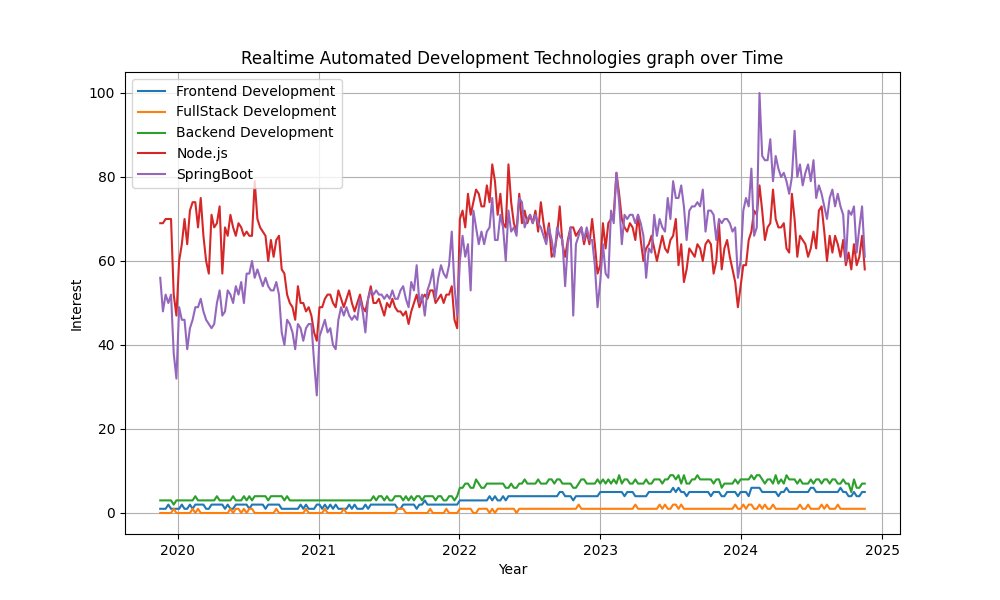 Realtime Automated Development Technologies graph over Time
100
80
60
40
20
0
Interest
Frontend Development
FullStack Development
Backend Development
Node.js
SpringBoot
2020 2021 2022 2023 2024 2025
Year